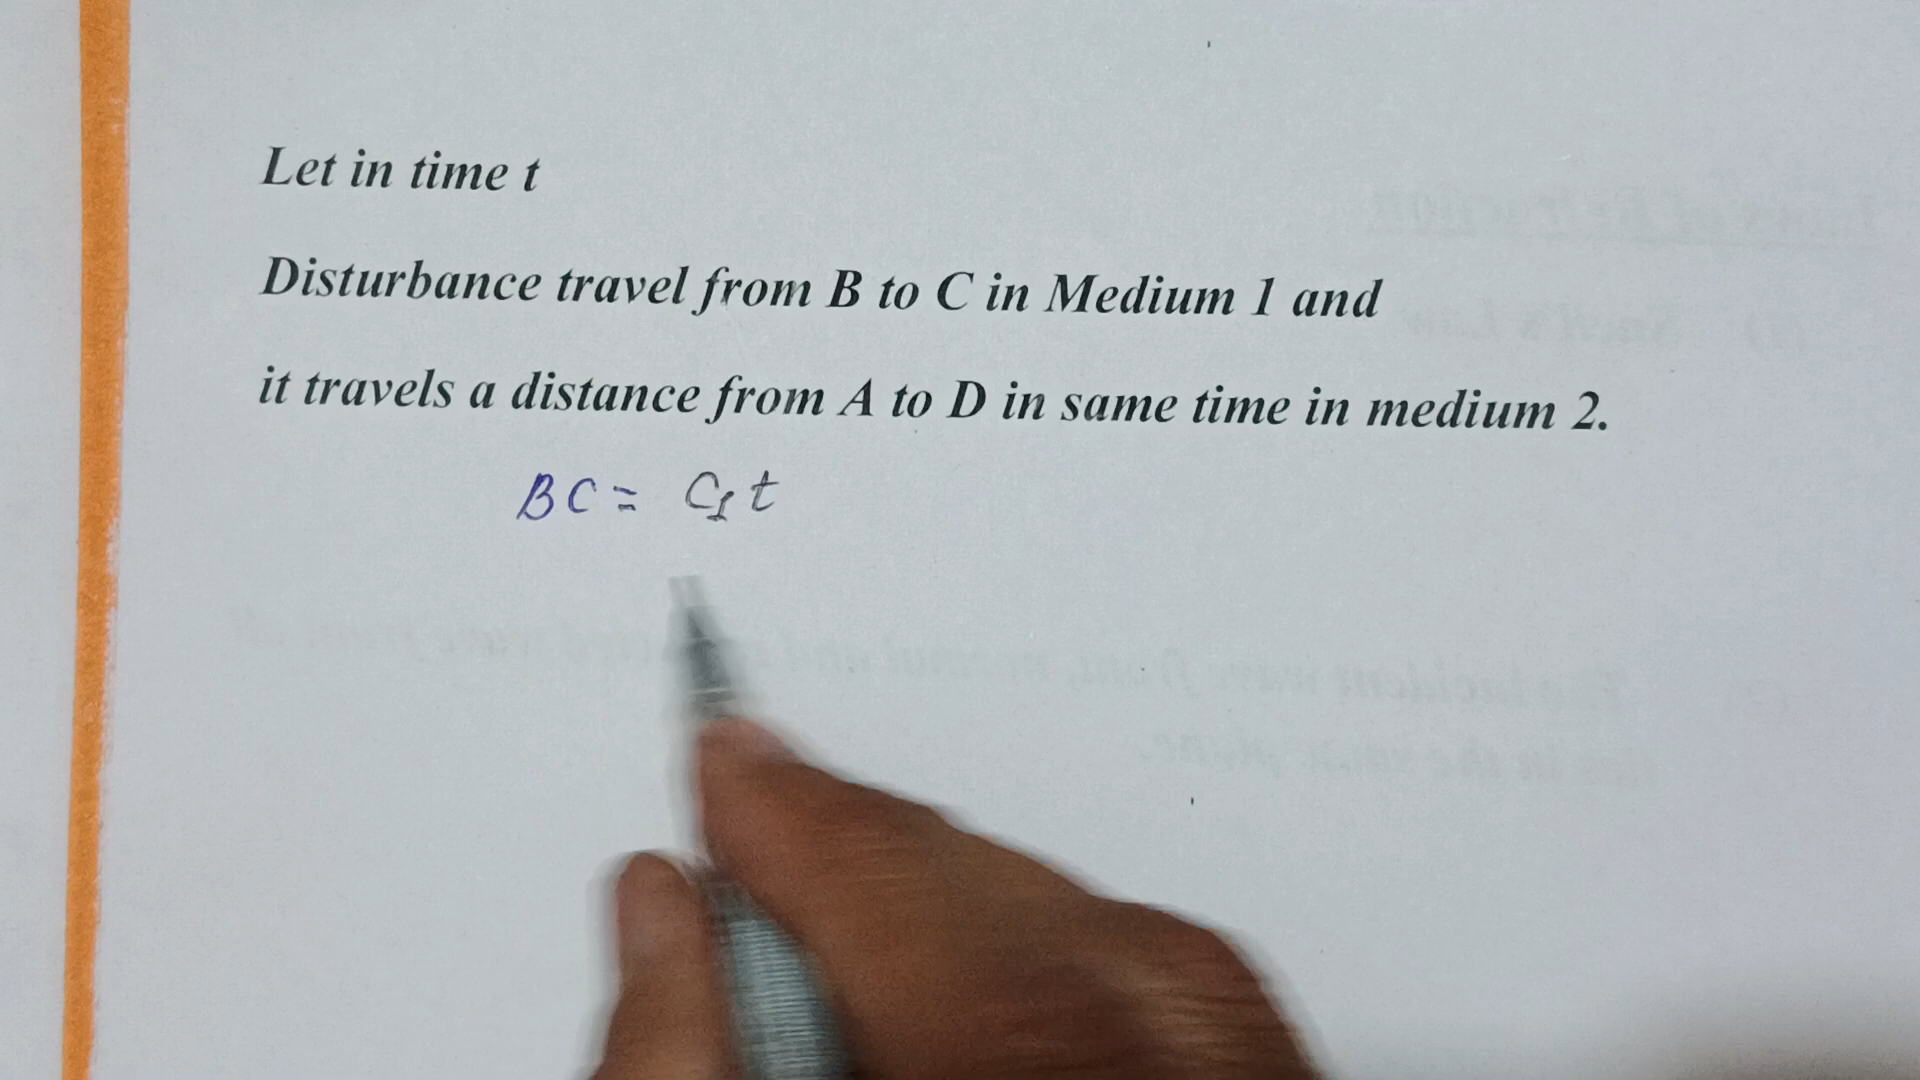 Let in time t
Disturbance travel from B to C in Medium 1 and
it travels a distance from A to D in same time in medium 2.
BC = C₁t